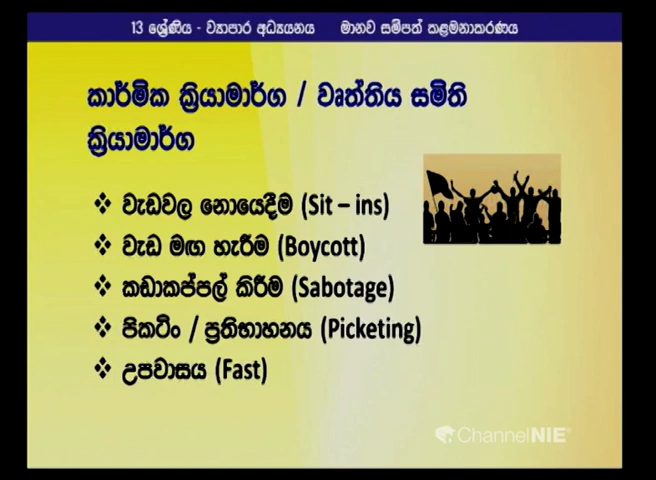 13 ශ්‍රේණිය - ව්‍යාපාර අධ්‍යයනය මානව සම්පත් කළමනාකරණය
කාර්මික ක්‍රියාමාර්ග / වෘත්තිය සමිති
ක්‍රියාමාර්ග
❖ වැඩවල නොයෙදීම (Sit – ins)
❖ වැඩ මඟ හැරීම (Boycott)
❖ කඩාකප්පල් කිරීම (Sabotage)
❖ පිකටිං / ප්‍රතිභාහනය (Picketing)
❖ උපවාසය (Fast)
ChannelNIE